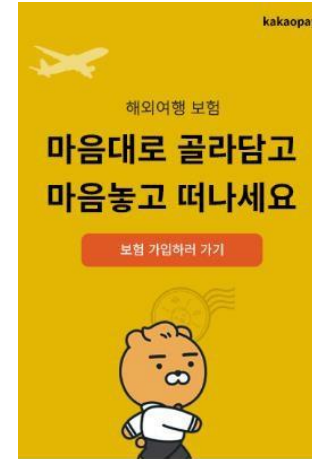 kakaopa
해외여행 보험
마음대로 골라담고
마음놓고 떠나세요
보험 가입하러 가기